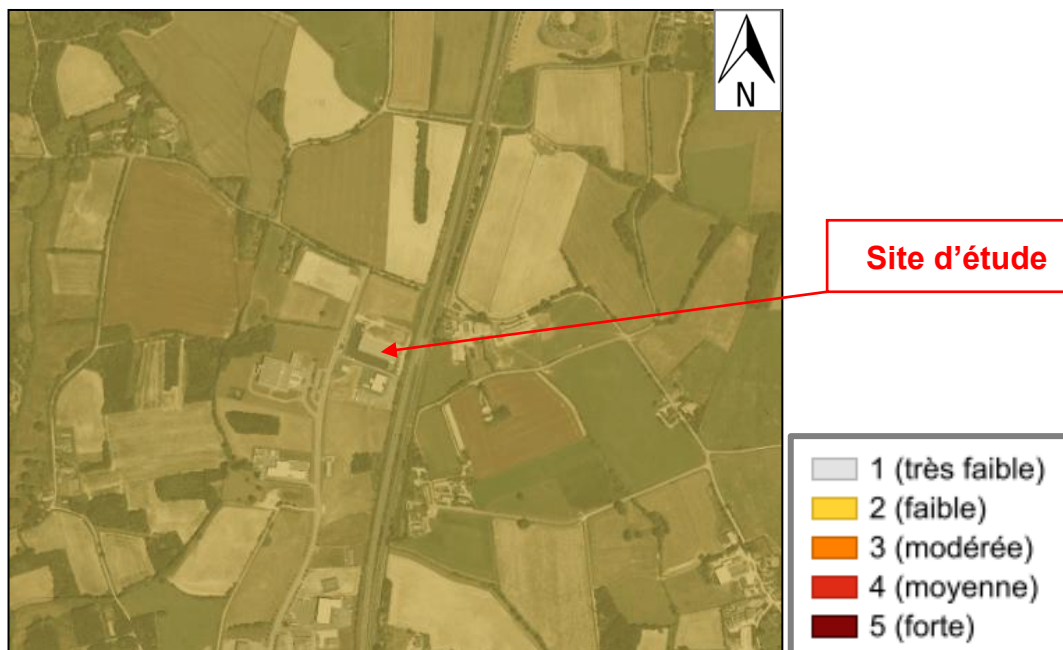 N
Site d'étude
1 (très faible)
2 (faible)
3 (modérée)
4 (moyenne)
5 (forte)